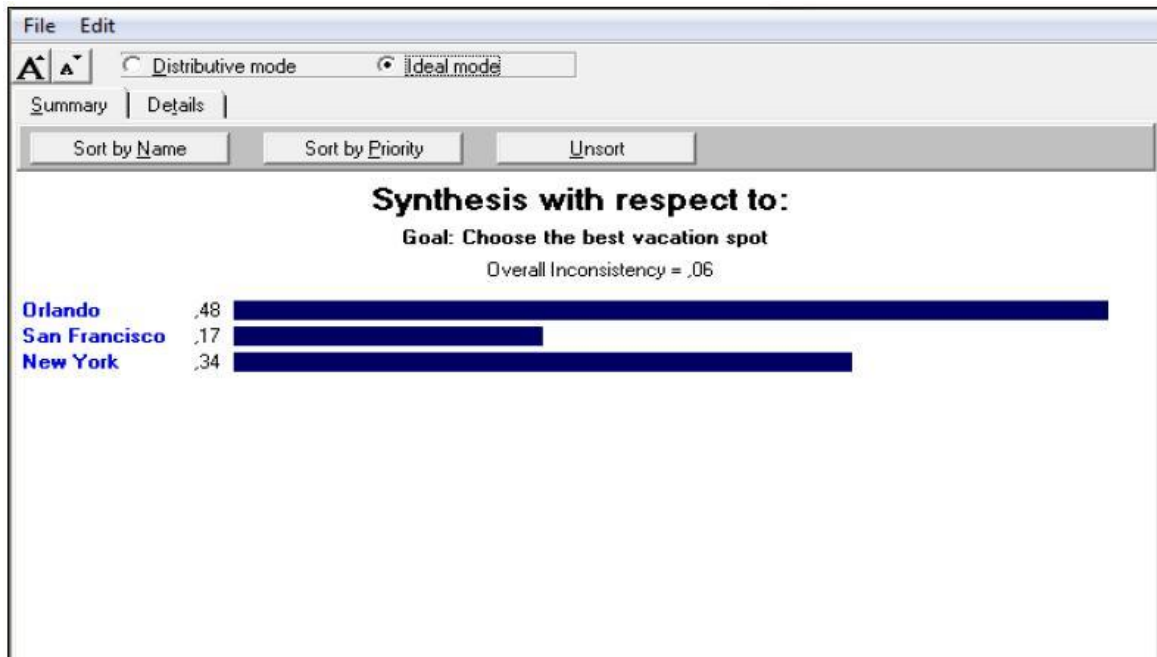 File Edit
A A Distributive mode Ideal mode
Summary Details
Sort by Name Sort by Priority Unsort
Synthesis with respect to:
Goal: Choose the best vacation spot
Overall Inconsistency = ,06
Orlando ,48
San Francisco ,17
New York ,34